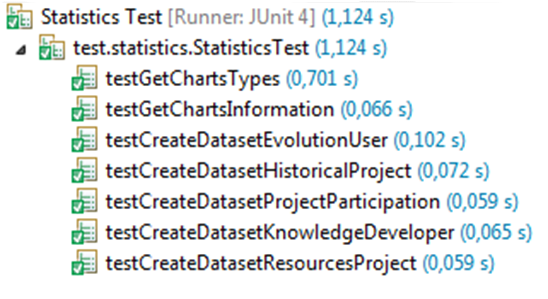 Statistics Test [Runner: JUnit 4] (1,124 s)
test.statistics.StatisticsTest (1,124 s)
testGetChartsTypes (0,701 s)
testGetChartsInformation (0,066 s)
testCreateDatasetEvolutionUser (0,102 s)
testCreateDatasetHistoricalProject (0,072 s)
testCreateDatasetProjectParticipation (0,059 s)
testCreateDatasetKnowledgeDeveloper (0,065 s)
testCreateDatasetResourcesProject (0,059 s)